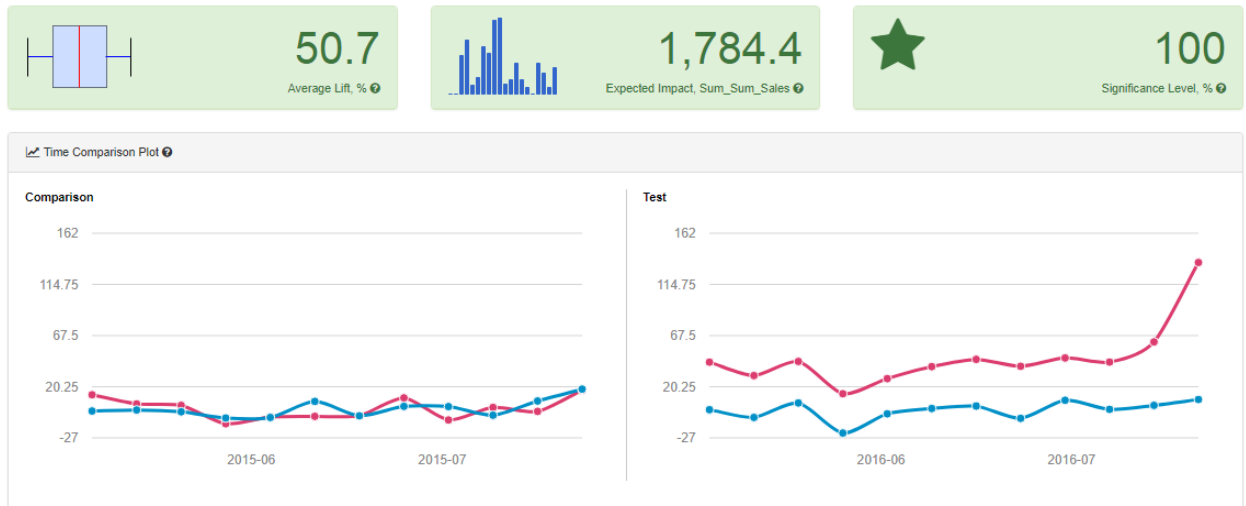 50.7
Average Lift, %
1,784.4
Expected Impact, Sum_Sum_Sales
100
Significance Level, %
Time Comparison Plot
Comparison
162
114.75
67.5
20.25
-27
2015-06 2015-07
Test
162
114.75
67.5
20.25
-27
2016-06 2016-07